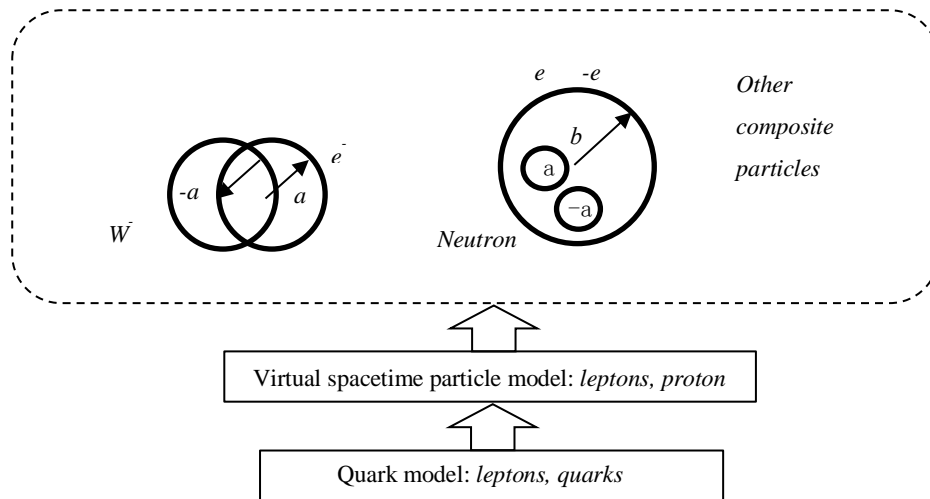 e -e
Other
composite
particles
b
e-
-a a
a
-a
W-
Neutron
Virtual spacetime particle model: leptons, proton
Quark model: leptons, quarks